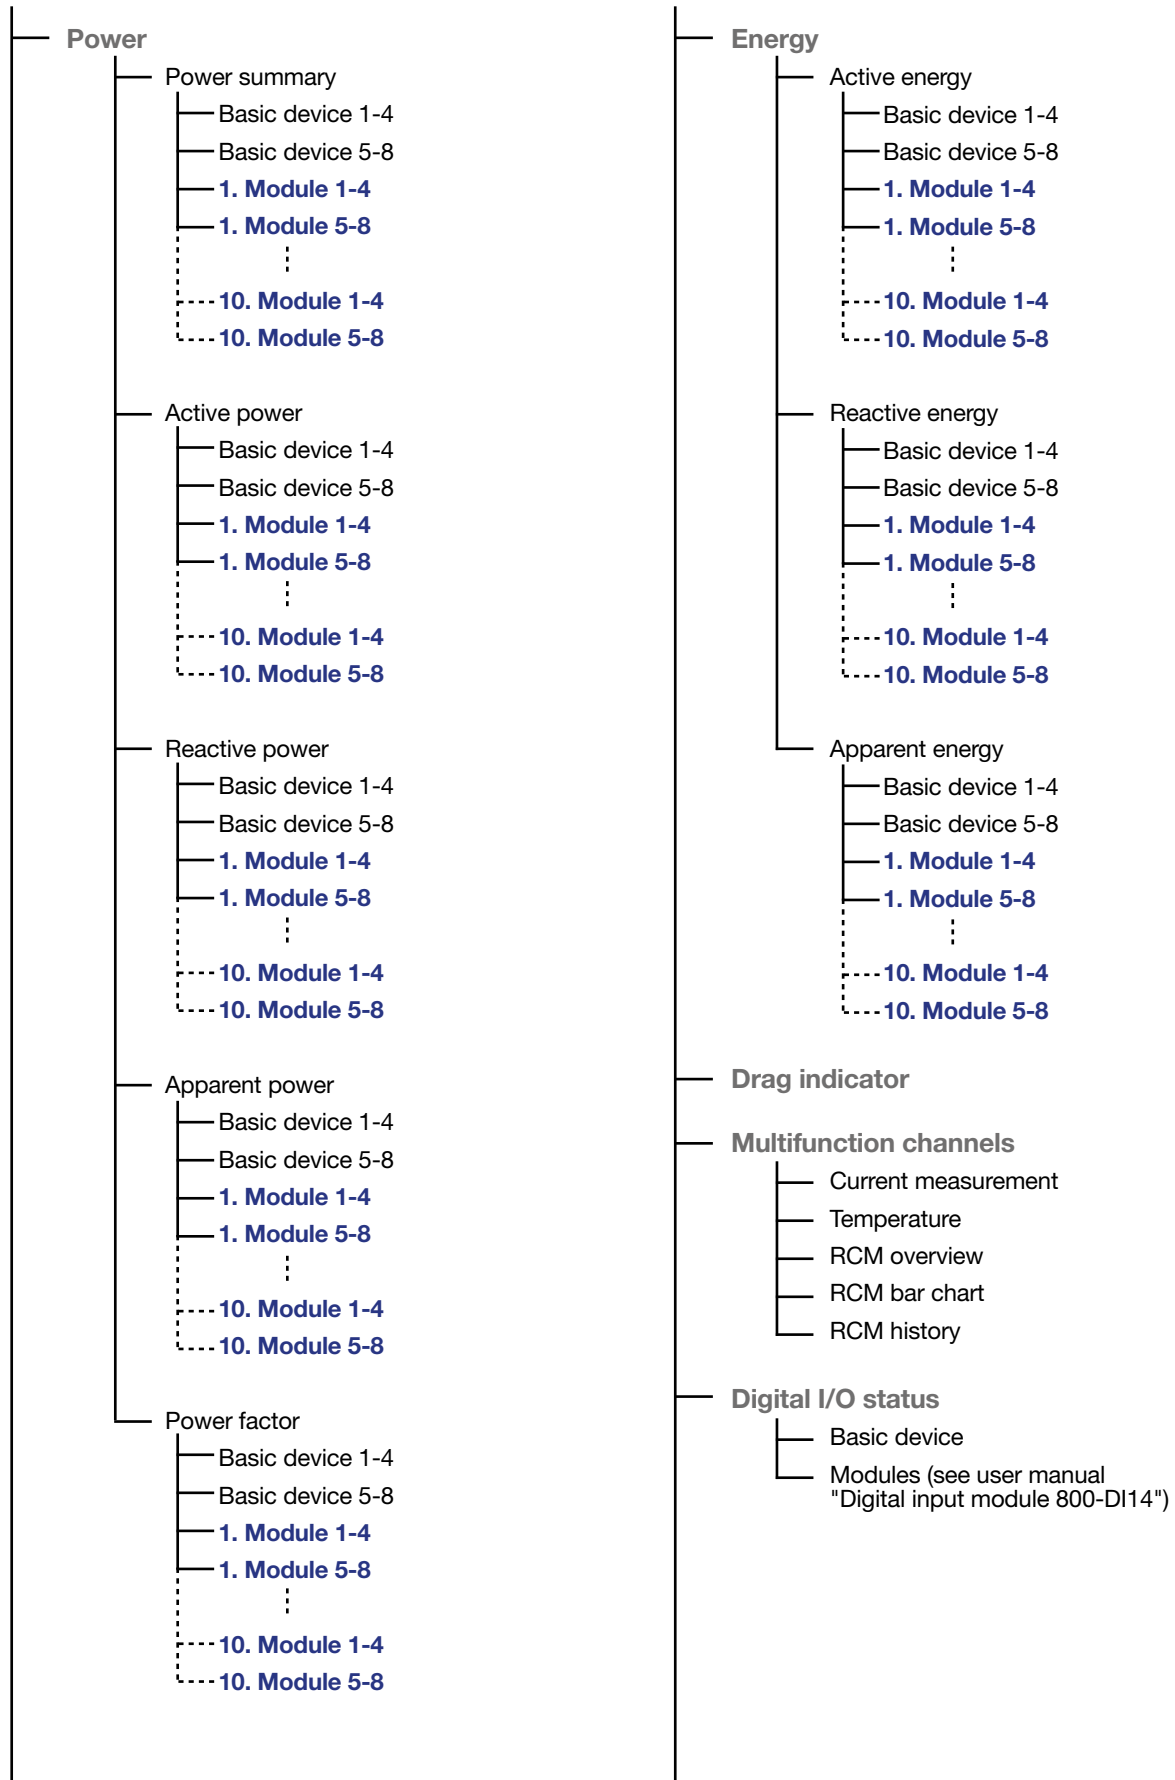 Power
Power summary
Basic device 1-4
Basic device 5-8
1. Module 1-4
1. Module 5-8
10. Module 1-4
10. Module 5-8
Active power
Basic device 1-4
Basic device 5-8
1. Module 1-4
1. Module 5-8
10. Module 1-4
10. Module 5-8
Reactive power
Basic device 1-4
Basic device 5-8
1. Module 1-4
1. Module 5-8
10. Module 1-4
10. Module 5-8
Apparent power
Basic device 1-4
Basic device 5-8
1. Module 1-4
1. Module 5-8
10. Module 1-4
10. Module 5-8
Power factor
Basic device 1-4
Basic device 5-8
1. Module 1-4
1. Module 5-8
10. Module 1-4
10. Module 5-8
Energy
Active energy
Basic device 1-4
Basic device 5-8
1. Module 1-4
1. Module 5-8
10. Module 1-4
10. Module 5-8
Reactive energy
Basic device 1-4
Basic device 5-8
1. Module 1-4
1. Module 5-8
10. Module 1-4
10. Module 5-8
Apparent energy
Basic device 1-4
Basic device 5-8
1. Module 1-4
1. Module 5-8
10. Module 1-4
10. Module 5-8
Drag indicator
Multifunction channels
Current measurement
Temperature
RCM overview
RCM bar chart
RCM history
Digital I/O status
Basic device
Modules (see user manual
"Digital input module 800-DI14")